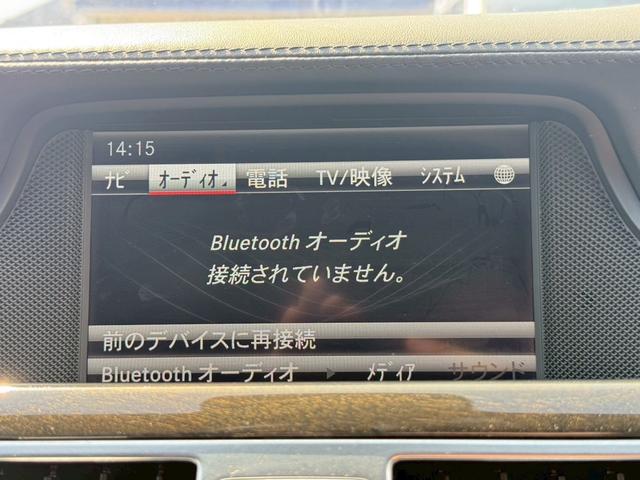 14:15
ナビ オーディオ 電話 TV/映像 システム
Bluetooth オーディオ
接続されていません。
前のデバイスに再接続
Bluetooth オーディオ ▶ メディア サウンド